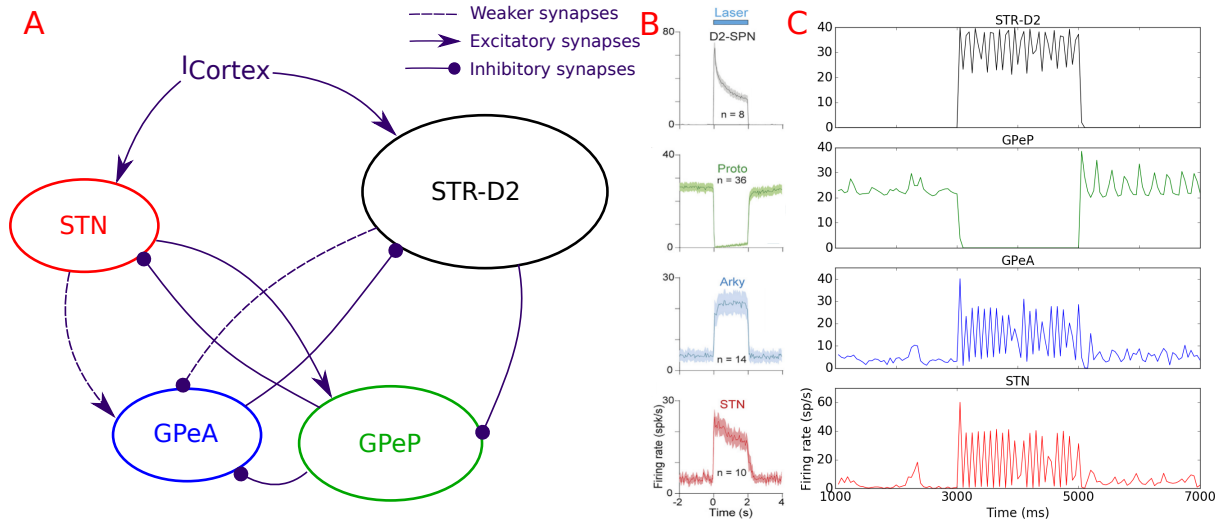 A
Weaker synapses
Excitatory synapses
Inhibitory synapses
ICortex
STN
STR-D2
GPeA
GPeP
B
Laser
D2-SPN
80
0
n = 8
Proto
n = 36
40
0
Arky
30
0
n = 14
STN
30
0
n = 10
Firing rate (spk/s)
-2
0
2
4
Time (s)
C
STR-D2
40
30
20
10
0
GPeP
40
30
20
10
0
GPeA
50
40
30
20
10
0
STN
60
40
20
0
Firing rate (sp/s)
1000
3000
5000
7000
Time (ms)